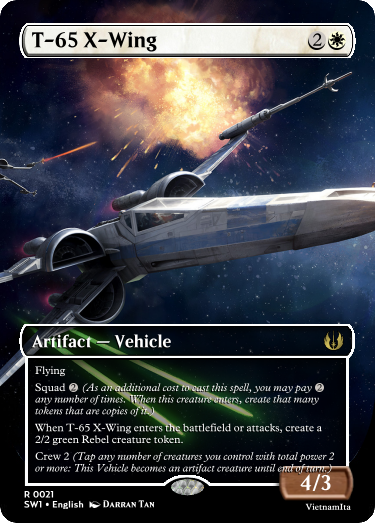 T-65 X-Wing 2
Artifact — Vehicle
Flying
Squad 2 (As an additional cost to cast this spell, you may pay 2
any number of times. When this creature enters, create that many
tokens that are copies of it.)
When T-65 X-Wing enters the battlefield or attacks, create a
2/2 green Rebel creature token.
Crew 2 (Tap any number of creatures you control with total power 2
or more: This Vehicle becomes an artifact creature until end of turn.)
4/3
R 0021
SW1 • English Darran Tan
VietnamIta